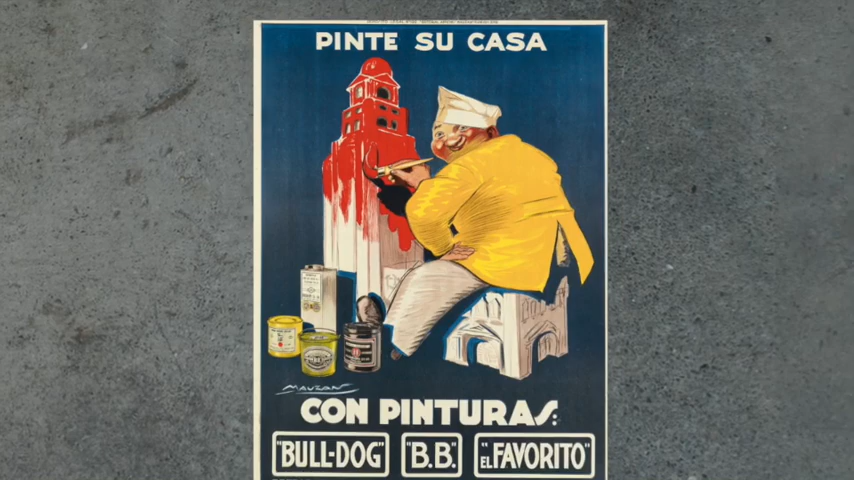 PINTE SU CASA
MAUZAN
CON PINTURAS:
"BULL-DOG" "B.B." "EL FAVORITO"